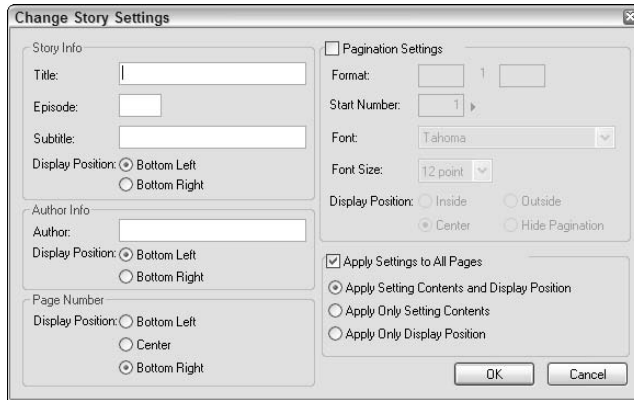 Change Story Settings
Story Info
Title:
Episode:
Subtitle:
Display Position: Bottom Left
Bottom Right
Author Info
Author:
Display Position: Bottom Left
Bottom Right
Page Number
Display Position: Bottom Left
Center
Bottom Right
Pagination Settings
Format: 1
Start Number: 1
Font: Tahoma
Font Size: 12 point
Display Position: Inside Outside
Center Hide Pagination
Apply Settings to All Pages
Apply Setting Contents and Display Position
Apply Only Setting Contents
Apply Only Display Position
OK Cancel